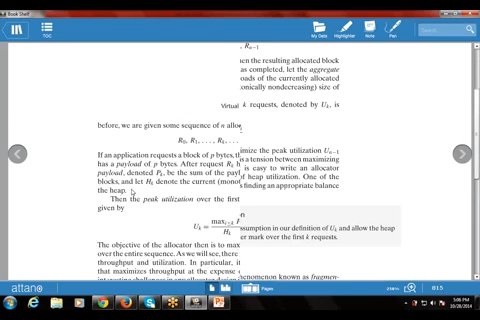 Book Shelf
TOC
My Data
Highlighter
Note
Pen
Search
, Rn−1
en the resulting allocated block
as completed, let the aggregate
oads of the currently allocated
onically nondecreasing) size of
Virtual
k requests, denoted by Uk, is
before, we are given some sequence of n alloc
R0, R1, . . . , Rk, . . .
imize the peak utilization Un−1
If an application requests a block of p bytes, th
is a tension between maximizing
has a payload of p bytes. After request Rk h
is easy to write an allocator
payload, denoted Pk, be the sum of the payl
of heap utilization. One of the
blocks, and let Hk denote the current (mono
s finding an appropriate balance
the heap.
Then the peak utilization over the first
given by
on
Uk = maxi≤k P
Hk
ssumption in our definition of Uk and allow the heap
er mark over the first k requests.
The objective of the allocator then is to max
over the entire sequence. As we will see, there
throughput and utilization. In particular, it
that maximizes throughput at the expense
henomenon known as fragmen-
attano
Pages
ZOOM
815
5:06 PM
10/28/2014